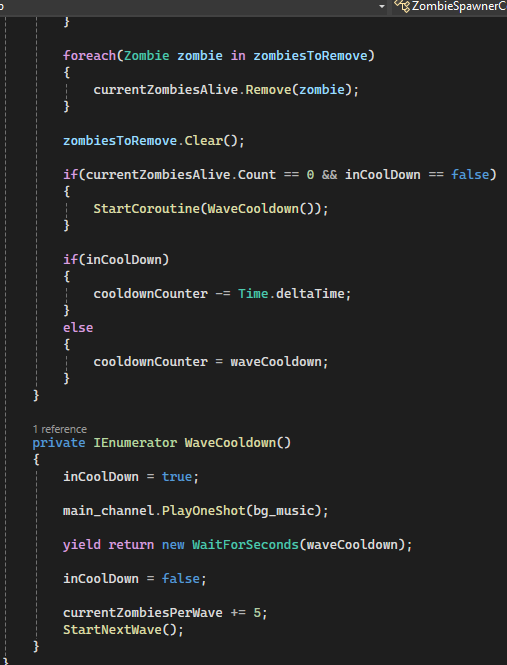 ZombieSpawnerC
}
foreach(Zombie zombie in zombiesToRemove)
{
currentZombiesAlive.Remove(zombie);
}
zombiesToRemove.Clear();
if(currentZombiesAlive.Count == 0 && inCoolDown == false)
{
StartCoroutine(WaveCooldown());
}
if(inCoolDown)
{
cooldownCounter -= Time.deltaTime;
}
else
{
cooldownCounter = waveCooldown;
}
}
1 reference
private IEnumerator WaveCooldown()
{
inCoolDown = true;
main_channel.PlayOneShot(bg_music);
yield return new WaitForSeconds(waveCooldown);
inCoolDown = false;
currentZombiesPerWave += 5;
StartNextWave();
}
}